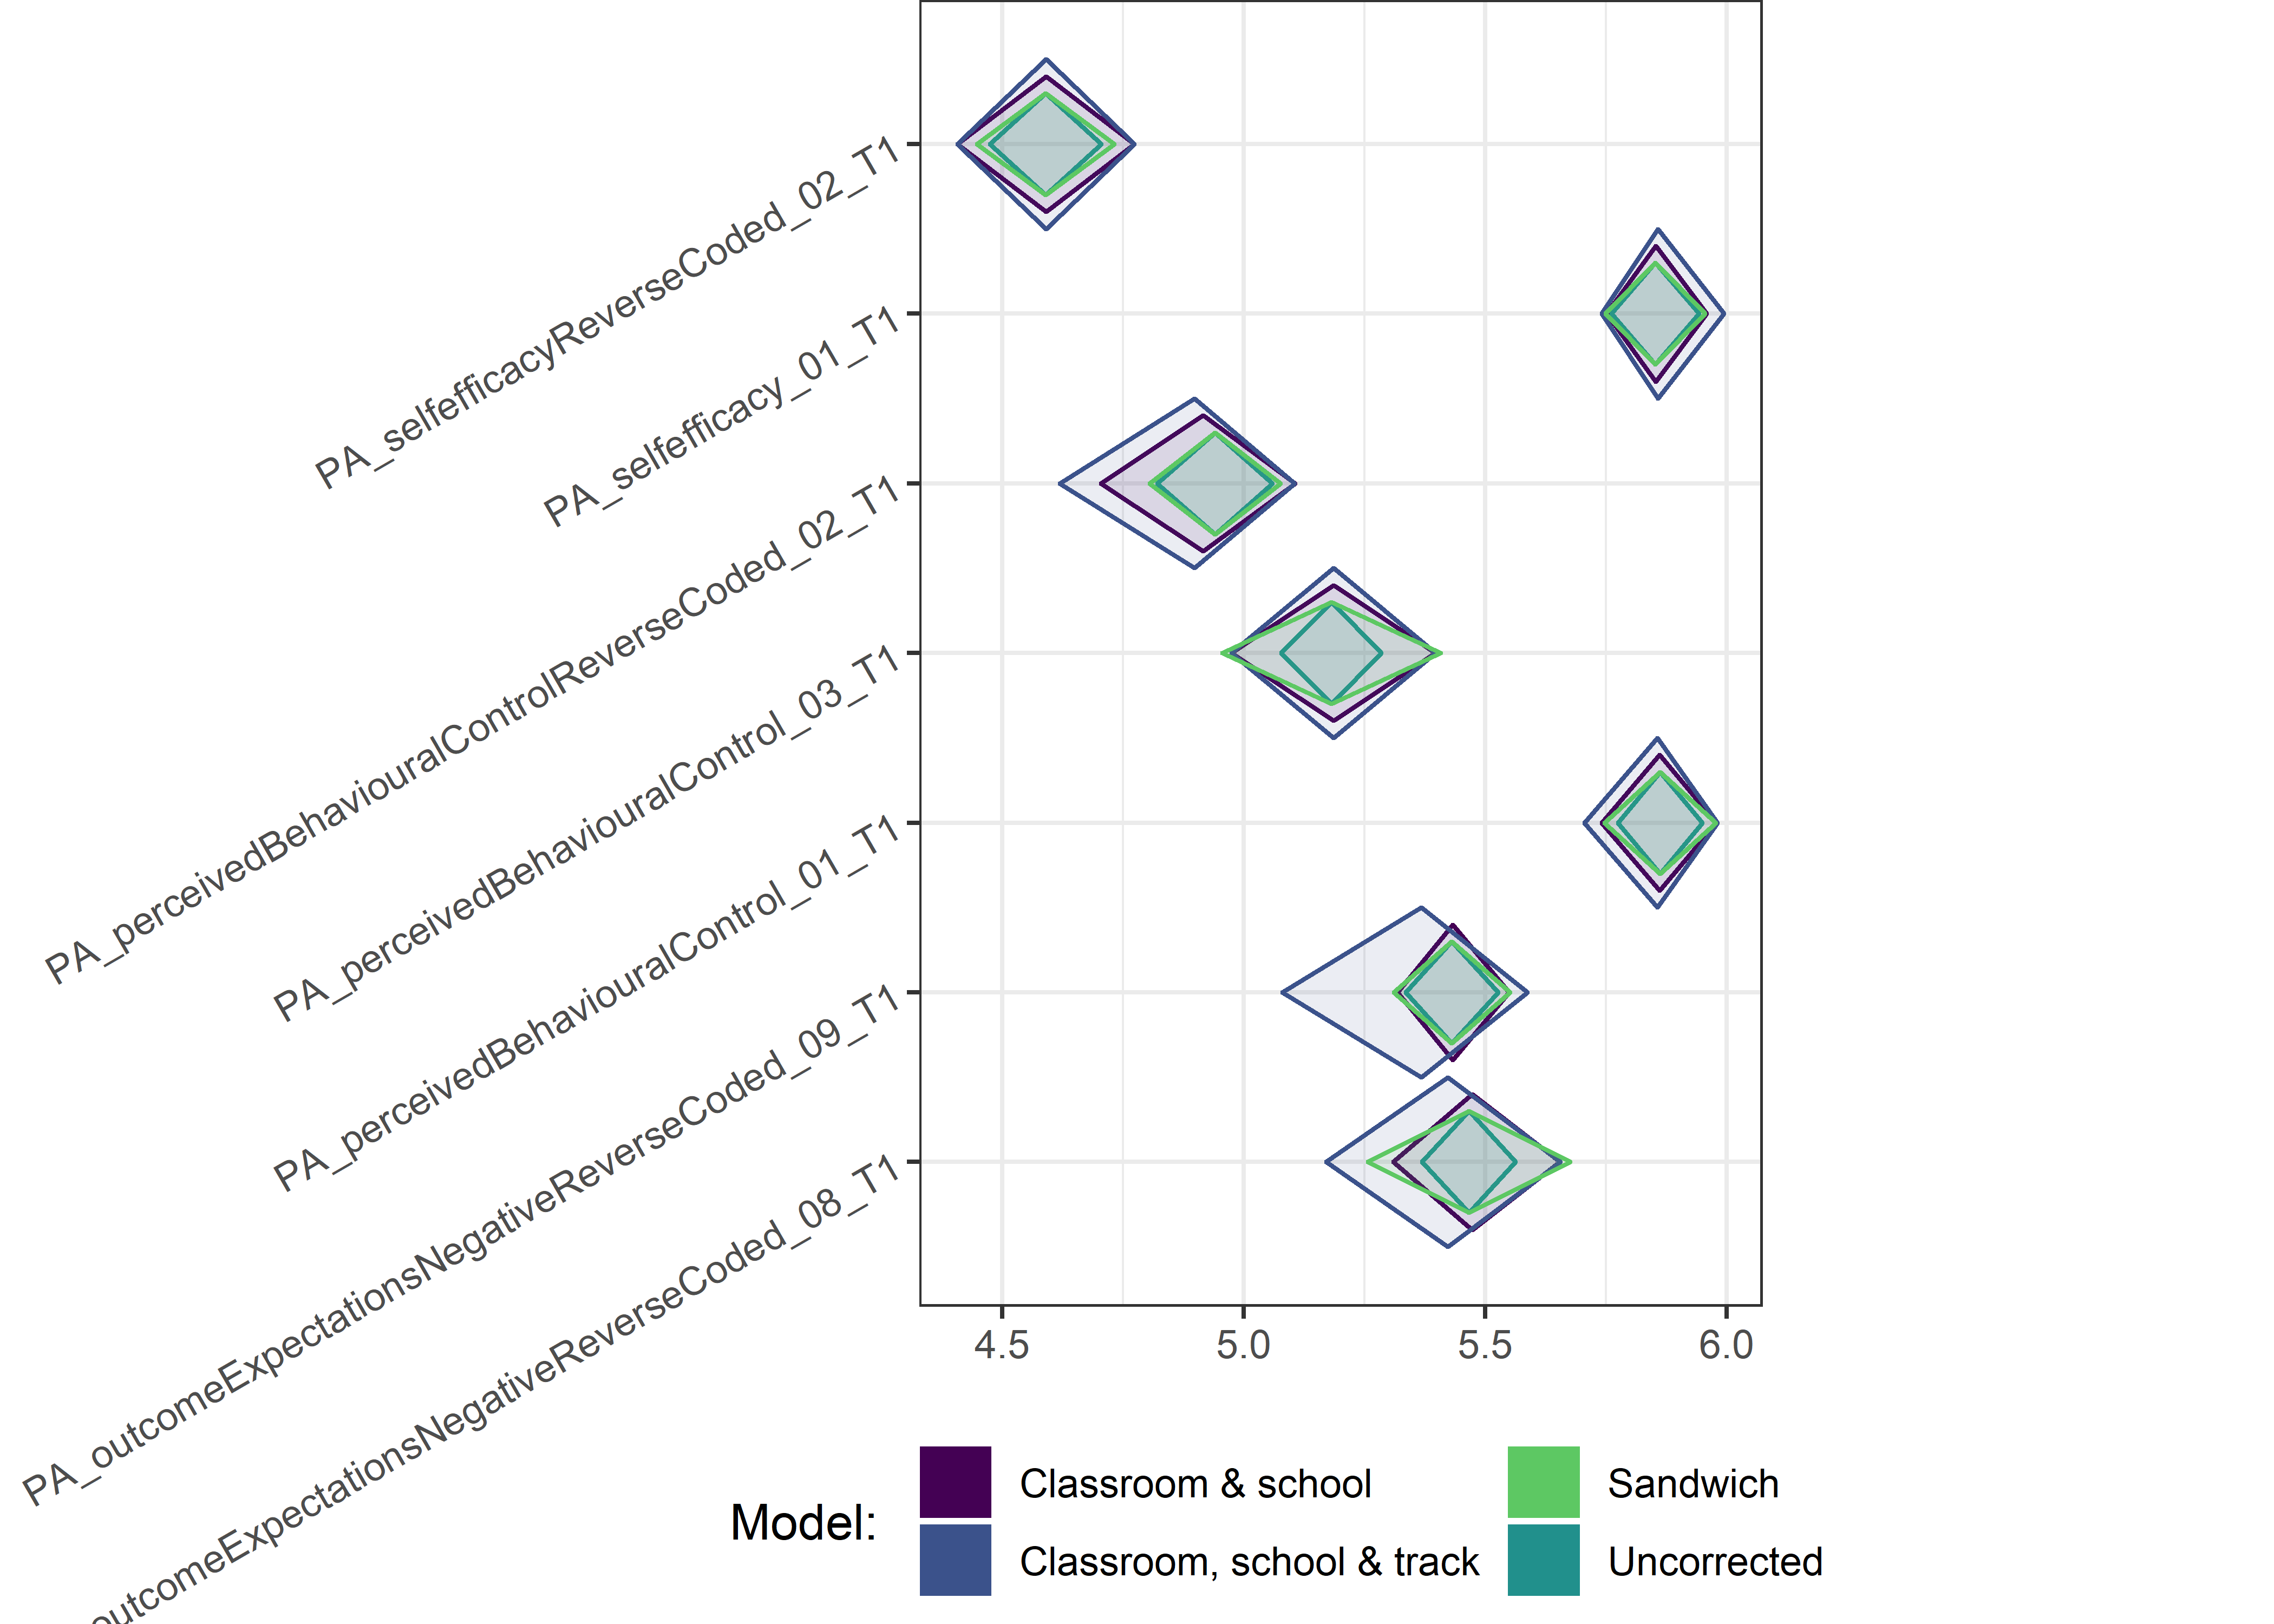 PA_selfefficacyReverseCoded_02_T1
PA_selfefficacy_01_T1
PA_perceivedBehaviouralControlReverseCoded_02_T1
PA_perceivedBehaviouralControl_03_T1
PA_perceivedBehaviouralControl_01_T1
PA_outcomeExpectationsNegativeReverseCoded_09_T1
outcomeExpectationsNegativeReverseCoded_08_T1
4.5 5.0 5.5 6.0
Model:
Classroom & school
Classroom, school & track
Sandwich
Uncorrected